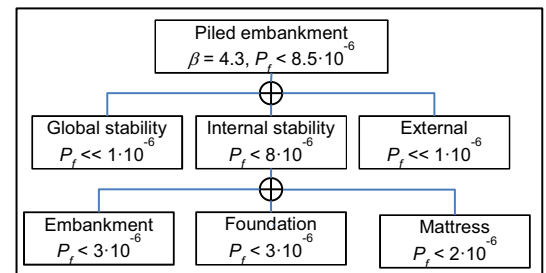 Piled embankment
β = 4.3, P_f < 8.5·10⁻⁶
Global stability
P_f << 1·10⁻⁶
Internal stability
P_f < 8·10⁻⁶
External
P_f << 1·10⁻⁶
Embankment
P_f < 3·10⁻⁶
Foundation
P_f < 3·10⁻⁶
Mattress
P_f < 2·10⁻⁶